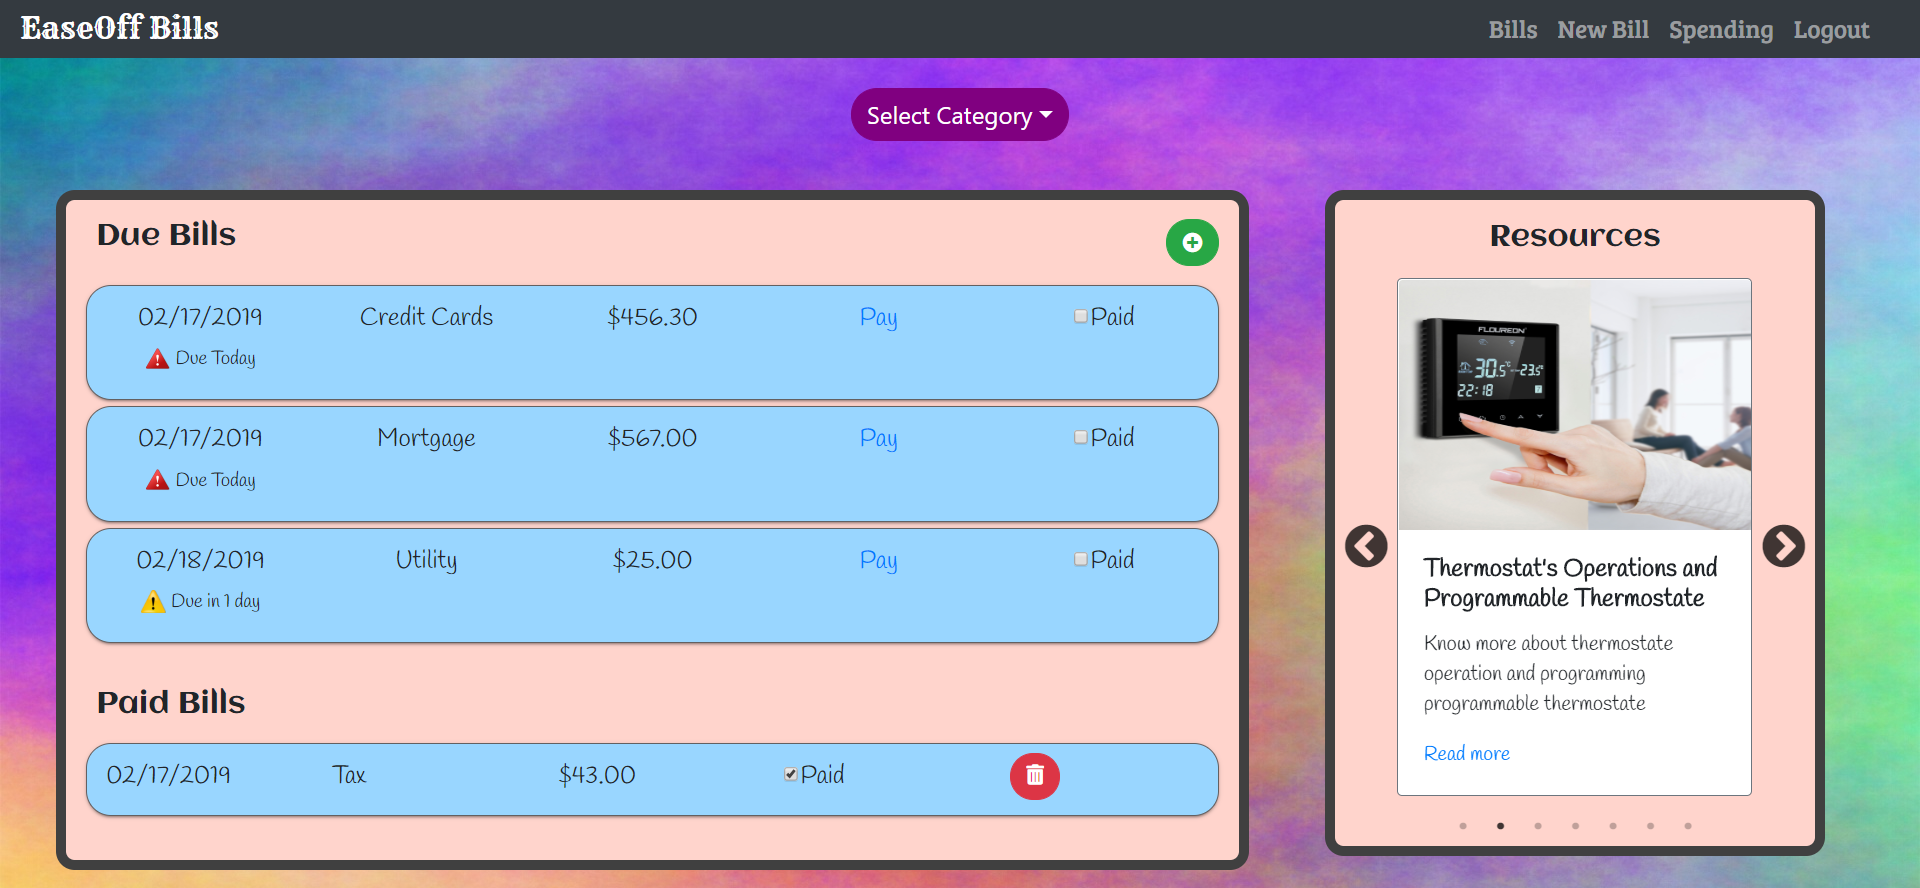 EaseOff Bills
Bills New Bill Spending Logout
Select Category
Due Bills
02/17/2019 Credit Cards $456.30 Pay Paid
Due Today
02/17/2019 Mortgage $567.00 Pay Paid
Due Today
02/18/2019 Utility $25.00 Pay Paid
Due in 1 day
Paid Bills
02/17/2019 Tax $43.00 Paid
Resources
FLOUREON
30.5°C 23.5°
22:18
Thermostat's Operations and
Programmable Thermostate
Know more about thermostate
operation and programming
programmable thermostate
Read more